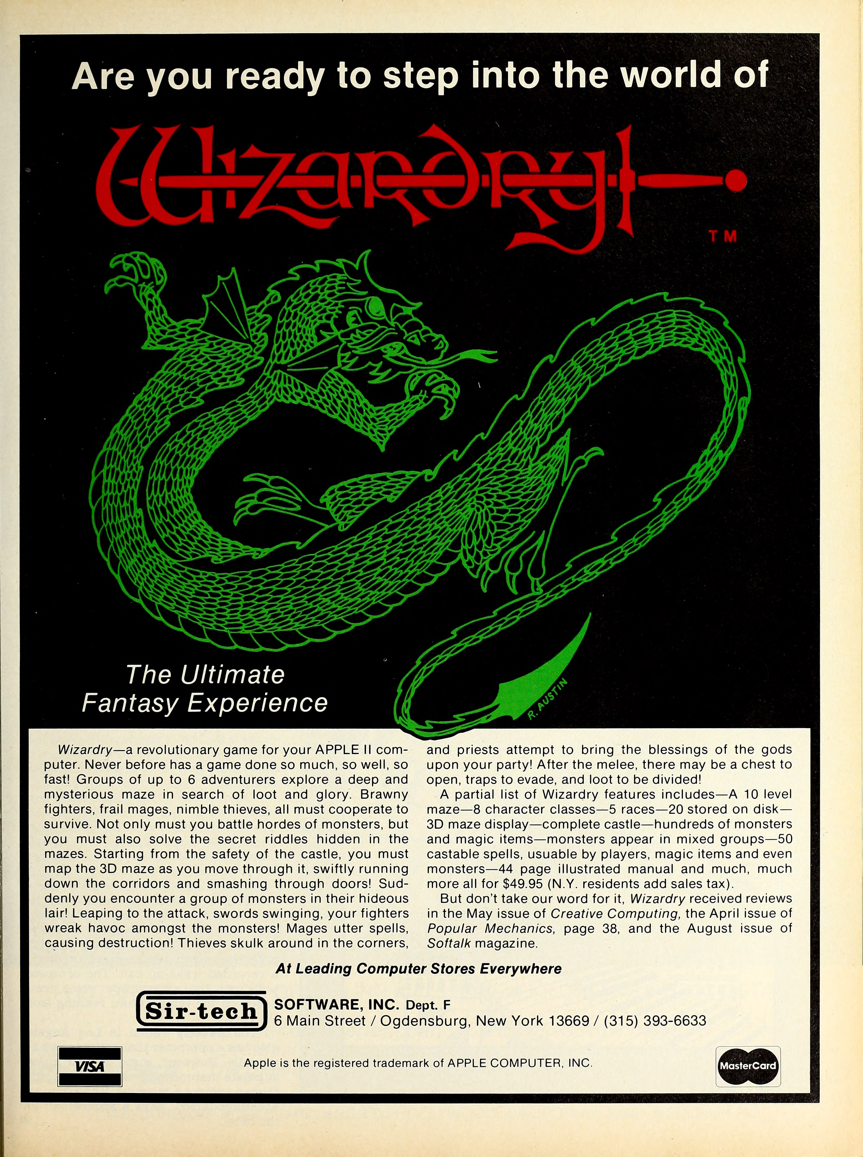 Are you ready to step into the world of
Wizardry
TM
R. AUSTIN
The Ultimate
Fantasy Experience
Wizardry—a revolutionary game for your APPLE II com-
puter. Never before has a game done so much, so well, so
fast! Groups of up to 6 adventurers explore a deep and
mysterious maze in search of loot and glory. Brawny
fighters, frail mages, nimble thieves, all must cooperate to
survive. Not only must you battle hordes of monsters, but
you must also solve the secret riddles hidden in the
mazes. Starting from the safety of the castle, you must
map the 3D maze as you move through it, swiftly running
down the corridors and smashing through doors! Sud-
denly you encounter a group of monsters in their hideous
lair! Leaping to the attack, swords swinging, your fighters
wreak havoc amongst the monsters! Mages utter spells,
causing destruction! Thieves skulk around in the corners,
and priests attempt to bring the blessings of the gods
upon your party! After the melee, there may be a chest to
open, traps to evade, and loot to be divided!
A partial list of Wizardry features includes—A 10 level
maze—8 character classes—5 races—20 stored on disk—
3D maze display—complete castle—hundreds of monsters
and magic items—monsters appear in mixed groups—50
castable spells, usuable by players, magic items and even
monsters—44 page illustrated manual and much, much
more all for $49.95 (N.Y. residents add sales tax).
But don't take our word for it, Wizardry received reviews
in the May issue of Creative Computing, the April issue of
Popular Mechanics, page 38, and the August issue of
Softalk magazine.
At Leading Computer Stores Everywhere
Sir-tech SOFTWARE, INC. Dept. F
6 Main Street / Ogdensburg, New York 13669 / (315) 393-6633
VISA
Apple is the registered trademark of APPLE COMPUTER, INC.
MasterCard